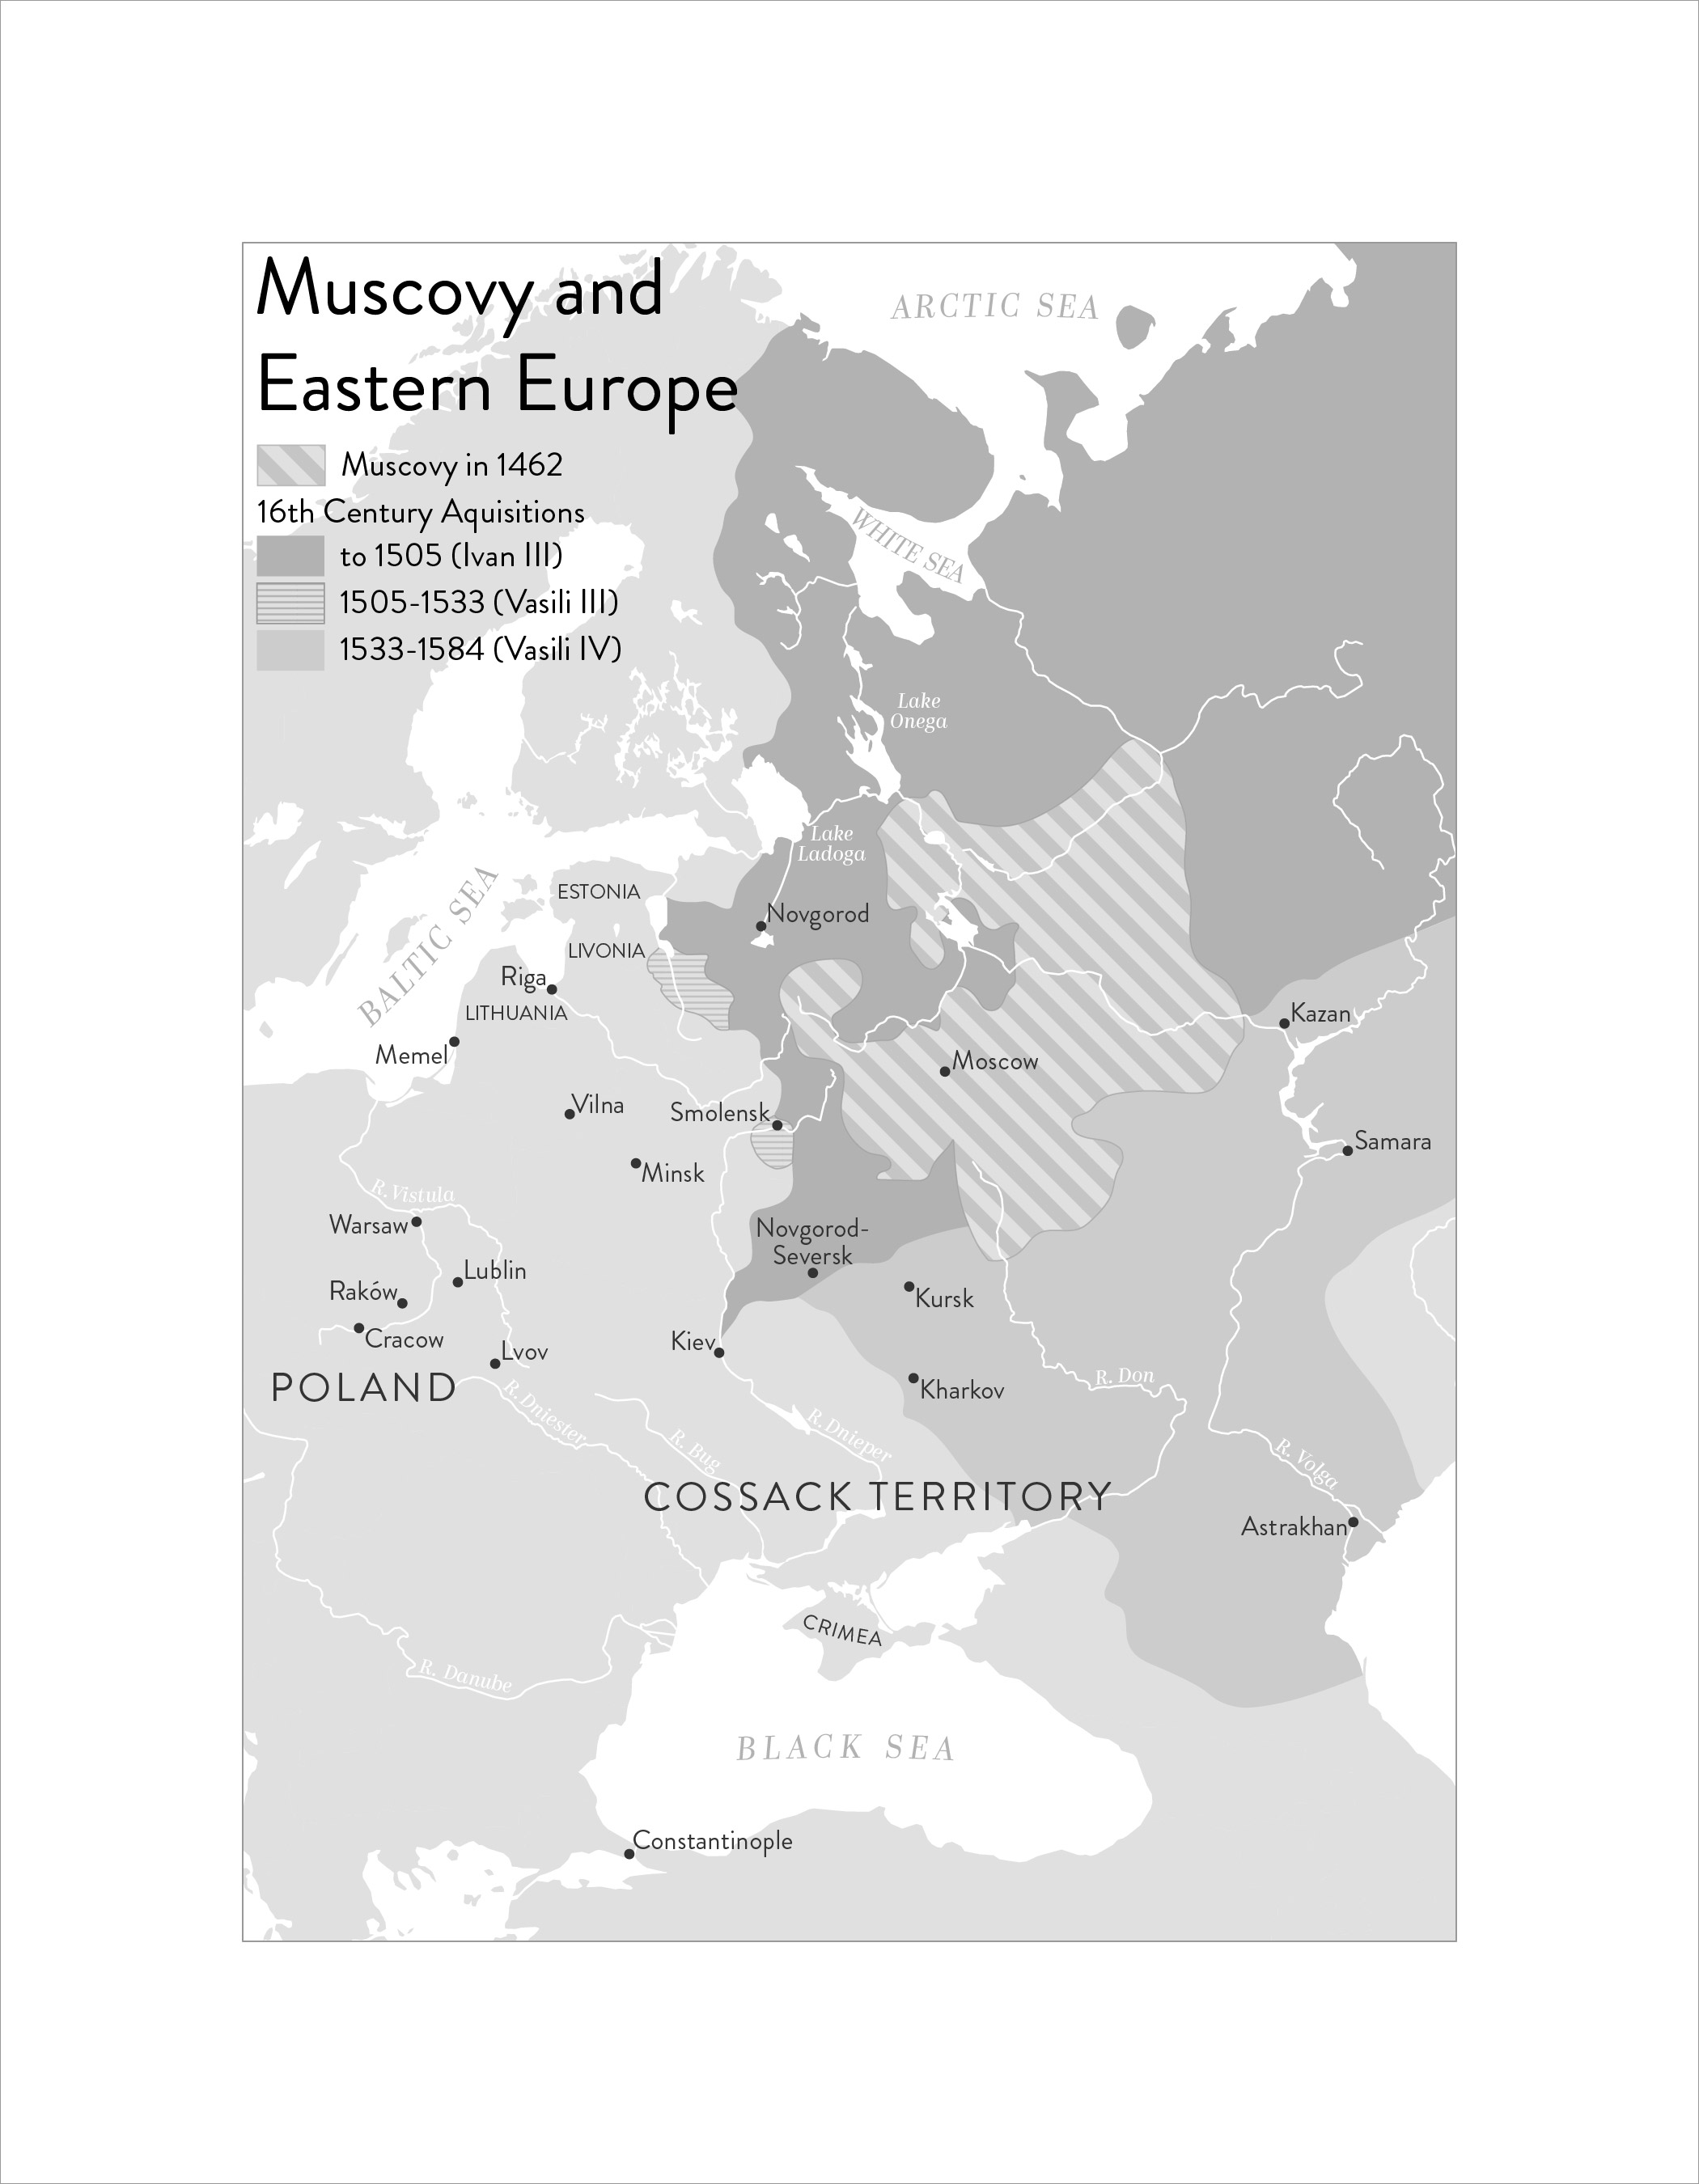 Muscovy and
Eastern Europe
Muscovy in 1462
16th Century Aquisitions
to 1505 (Ivan III)
1505-1533 (Vasili III)
1533-1584 (Vasili IV)
ARCTIC SEA
WHITE SEA
Lake
Onega
Lake
Ladoga
ESTONIA
Novgorod
BALTIC SEA
LIVONIA
Riga
LITHUANIA
Kazan
Memel
Moscow
Vilna
Smolensk
Samara
Minsk
R. Vistula
Warsaw
Novgorod-
Seversk
Lublin
Raków
Kursk
Cracow
Kiev
Lvov
POLAND
R. Don
Kharkov
R. Dniester
R. Bug
R. Dnieper
R. Volga
COSSACK TERRITORY
Astrakhan
CRIMEA
R. Danube
BLACK SEA
Constantinople